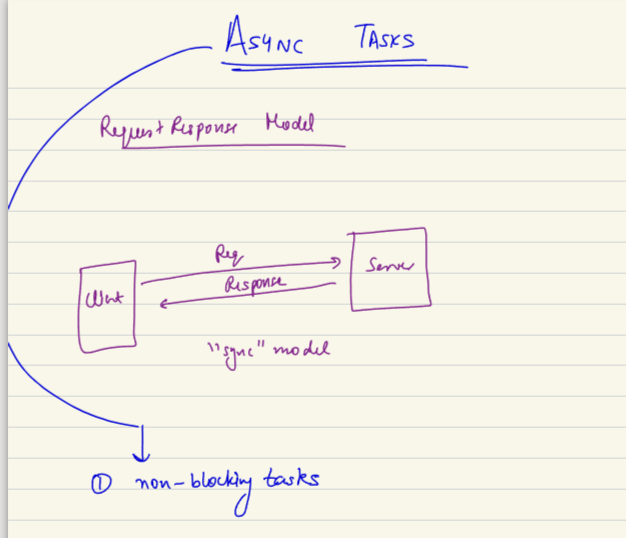 ASYNC TASKS
Request Response Model
Req
Server
Response
Client
"sync" model
① non-blocking tasks